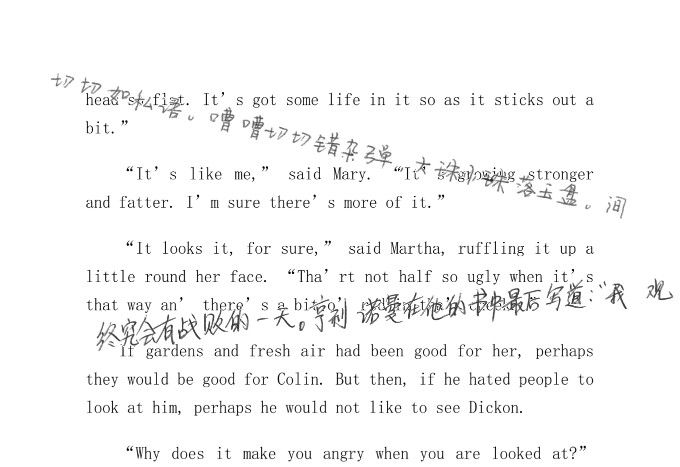 切切如私语。嘈嘈切切错杂弹 大珠小珠落玉盘。间
head so flat. It’s got some life in it so as it sticks out a
bit.”
“It’s like me,” said Mary. “It’s growing stronger
and fatter. I’m sure there’s more of it.”
“It looks it, for sure,” said Martha, ruffling it up a
little round her face. “Tha’rt not half so ugly when it’s
that way an’ there’s a bit o’
终究会有战败的一天。亨利 诺曼在他的书中最后写道：“我 观
If gardens and fresh air had been good for her, perhaps
they would be good for Colin. But then, if he hated people to
look at him, perhaps he would not like to see Dickon.
“Why does it make you angry when you are looked at?”